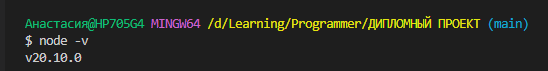 Анастасия@HP705G4 MINGW64 /d/Learning/Programmer/ДИПЛОМНЫЙ ПРОЕКТ (main)
$ node -v
v20.10.0